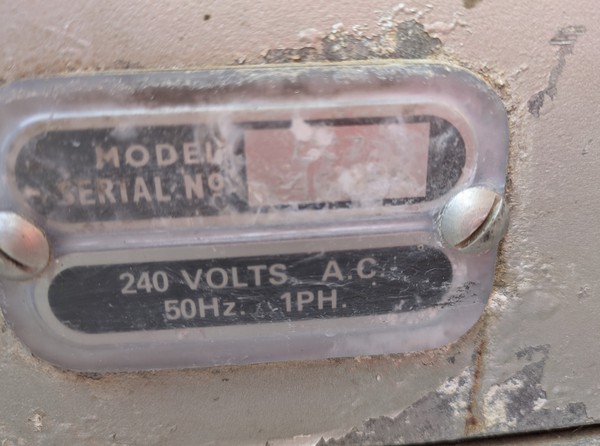 MODEL
SERIAL Nº
240 VOLTS A.C.
50Hz. 1PH.